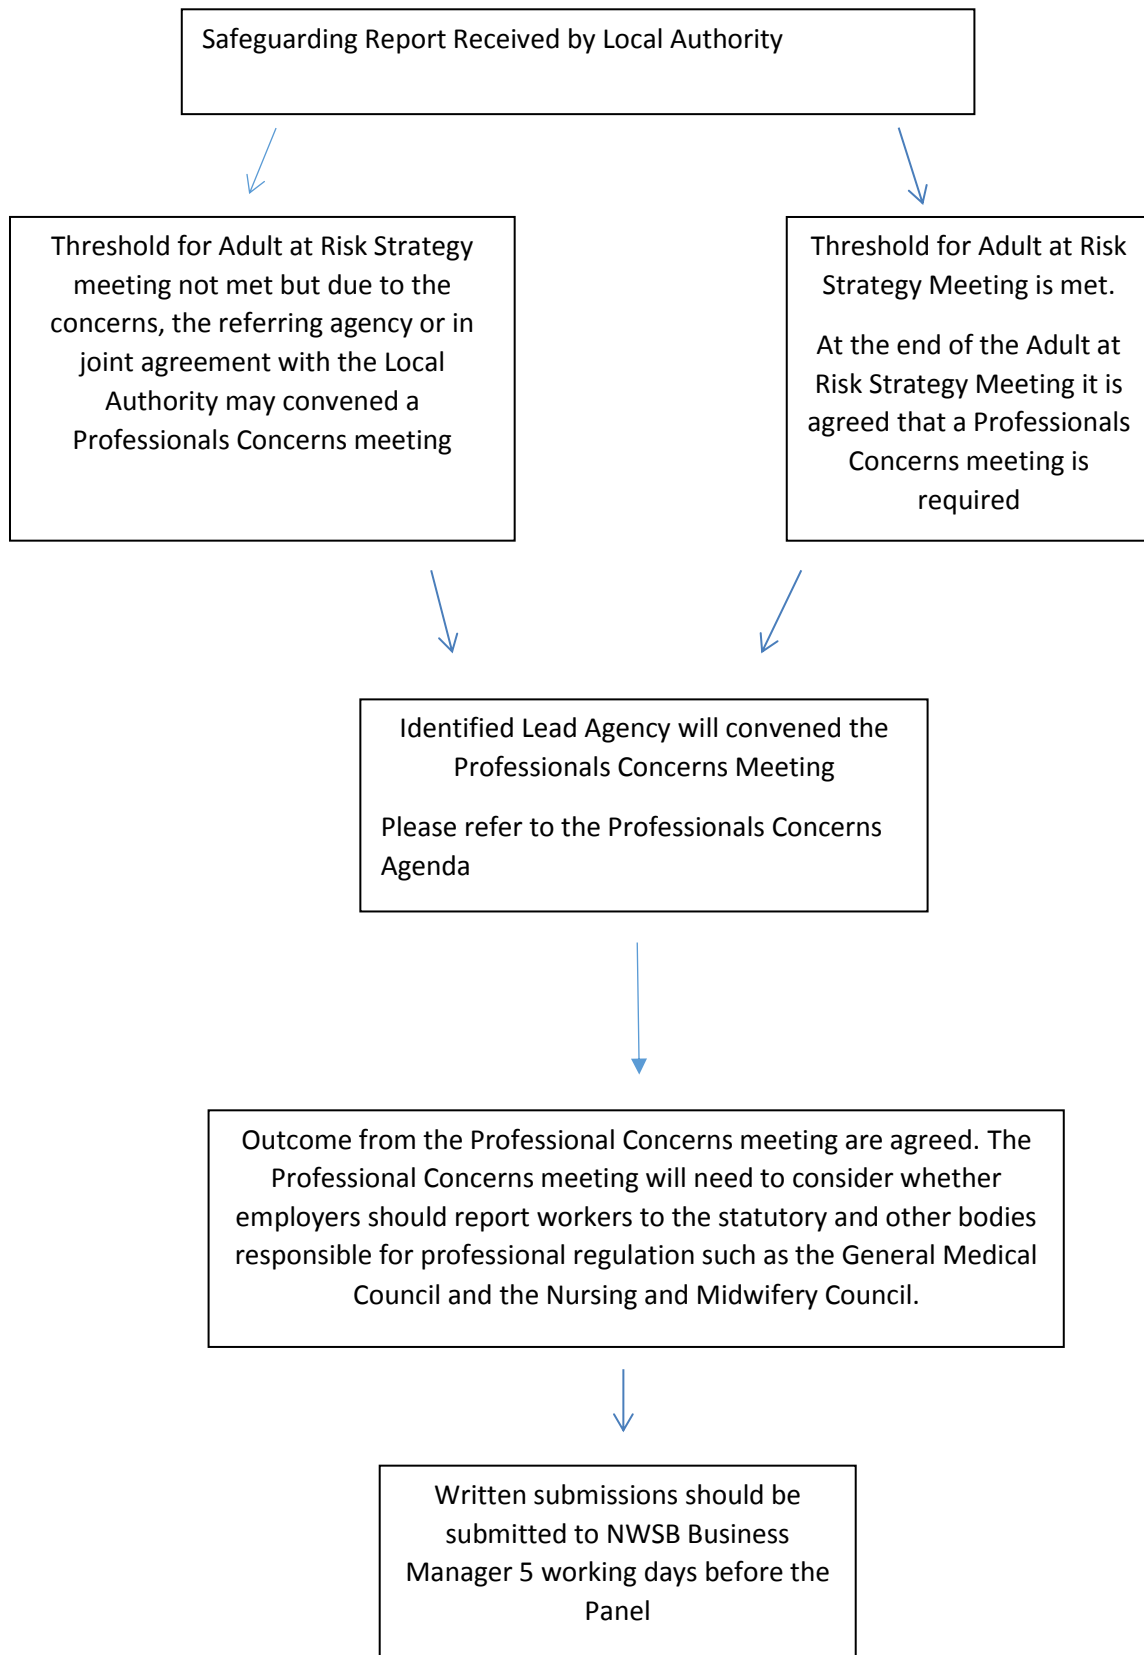 Safeguarding Report Received by Local Authority
Threshold for Adult at Risk Strategy
meeting not met but due to the
concerns, the referring agency or in
joint agreement with the Local
Authority may convened a
Professionals Concerns meeting
Threshold for Adult at Risk
Strategy Meeting is met.
At the end of the Adult at
Risk Strategy Meeting it is
agreed that a Professionals
Concerns meeting is
required
Identified Lead Agency will convened the
Professionals Concerns Meeting
Please refer to the Professionals Concerns
Agenda
Outcome from the Professional Concerns meeting are agreed. The
Professional Concerns meeting will need to consider whether
employers should report workers to the statutory and other bodies
responsible for professional regulation such as the General Medical
Council and the Nursing and Midwifery Council.
Written submissions should be
submitted to NWSB Business
Manager 5 working days before the
Panel